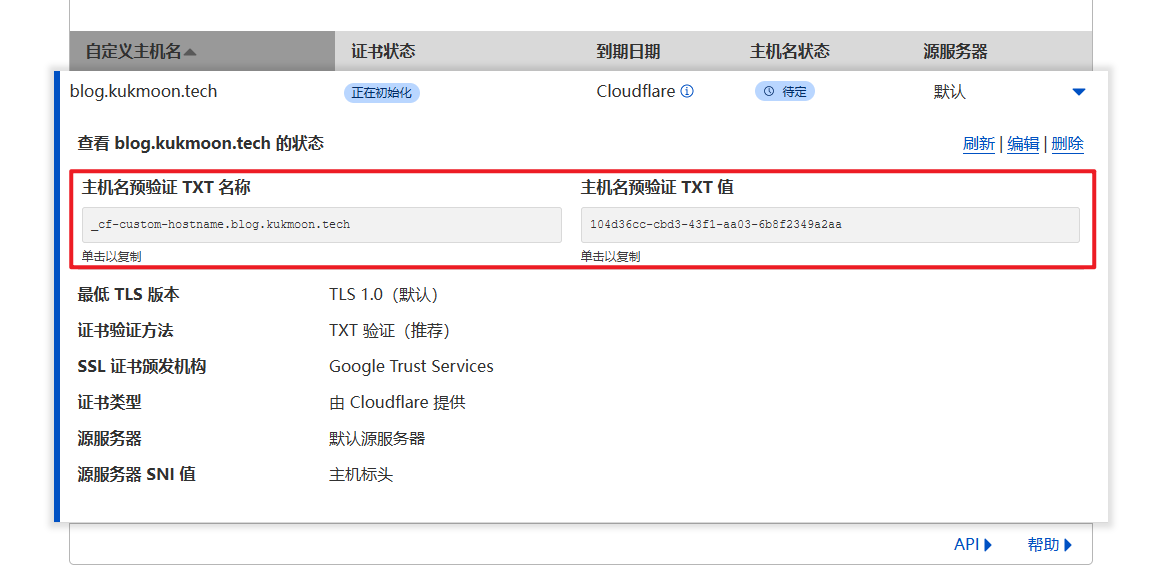 自定义主机名 证书状态 到期日期 主机名状态 源服务器
blog.kukmoon.tech 正在初始化 Cloudflare 待定 默认
查看 blog.kukmoon.tech 的状态 刷新 | 编辑 | 删除
主机名预验证 TXT 名称 主机名预验证 TXT 值
_cf-custom-hostname.blog.kukmoon.tech 104d36cc-cbd3-43f1-aa03-6b8f2349a2aa
单击以复制 单击以复制
最低 TLS 版本 TLS 1.0（默认）
证书验证方法 TXT 验证（推荐）
SSL 证书颁发机构 Google Trust Services
证书类型 由 Cloudflare 提供
源服务器 默认源服务器
源服务器 SNI 值 主机标头
API 帮助